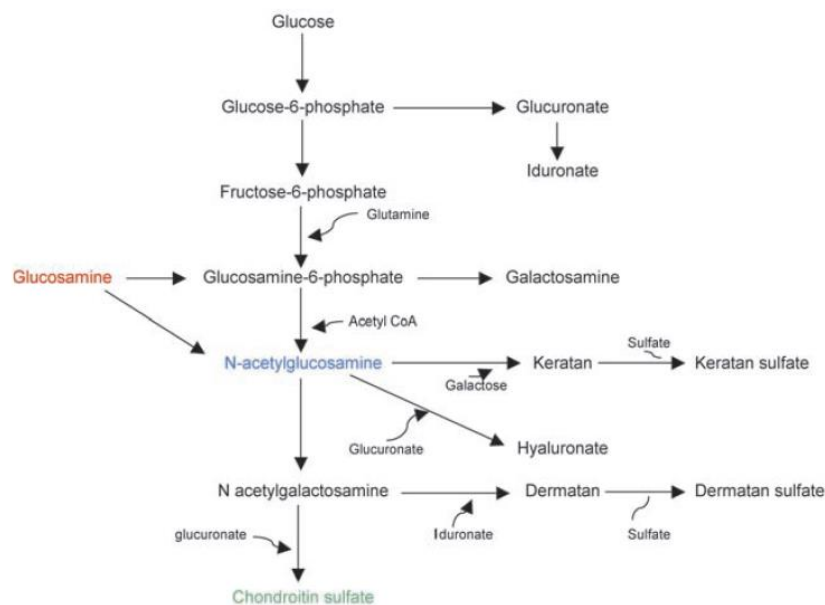 Glucose
Glucose-6-phosphate
Glucuronate
Iduronate
Fructose-6-phosphate
Glutamine
Glucosamine
Glucosamine-6-phosphate
Galactosamine
Acetyl CoA
N-acetylglucosamine
Galactose
Keratan
Sulfate
Keratan sulfate
Glucuronate
Hyaluronate
N acetylgalactosamine
Iduronate
Dermatan
Sulfate
Dermatan sulfate
glucuronate
Chondroitin sulfate